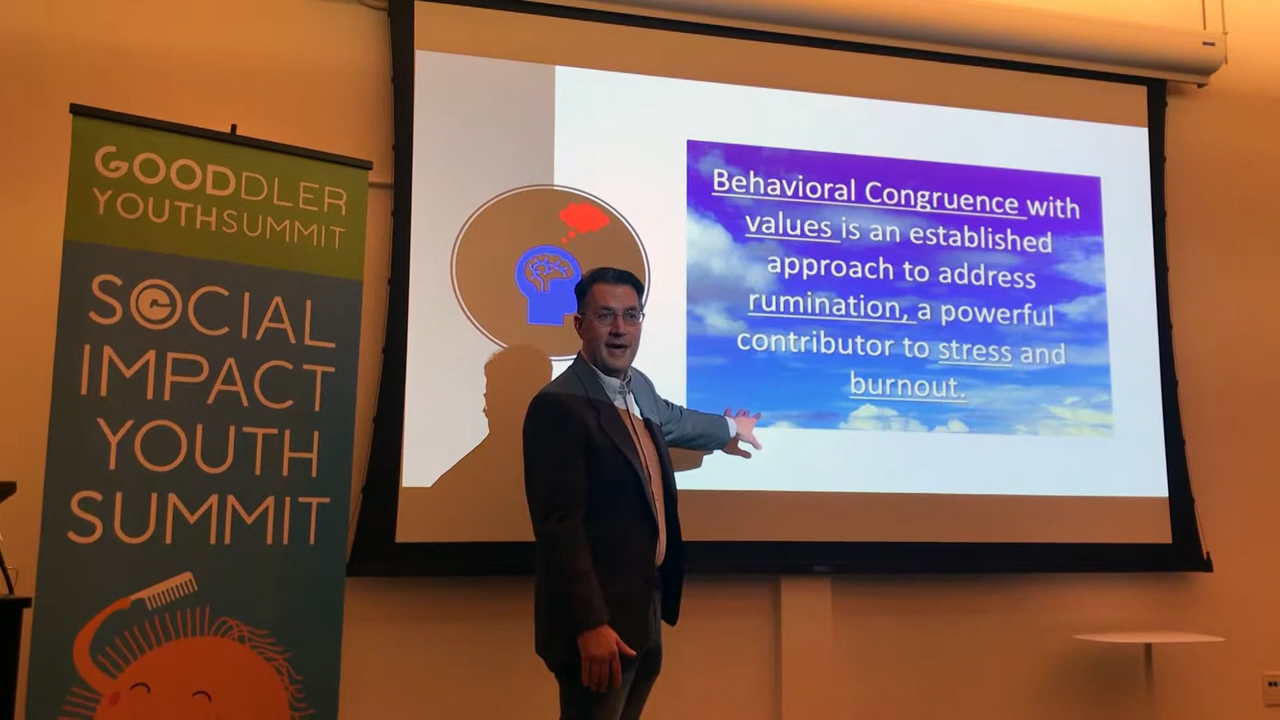 GOODDLER
YOUTHSUMMIT
SOCIAL
IMPACT
YOUTH
SUMMIT
Behavioral Congruence with
values is an established
approach to address
rumination, a powerful
contributor to stress and
burnout.